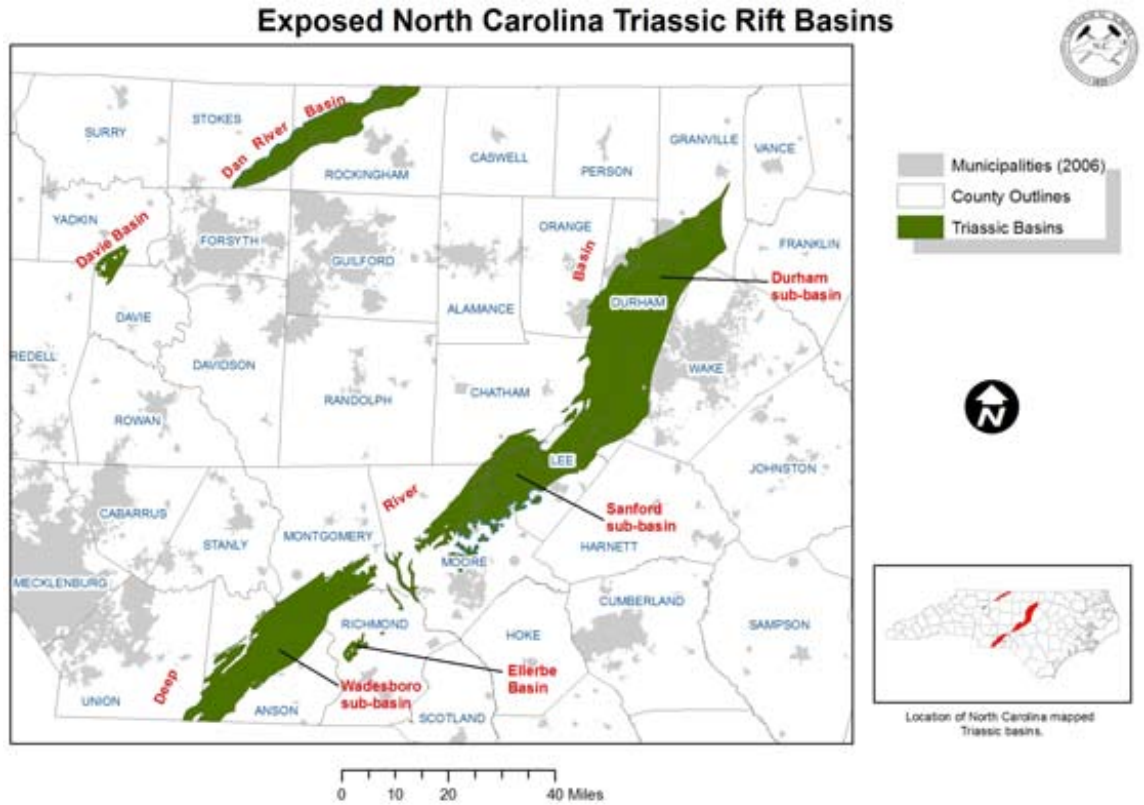 Exposed North Carolina Triassic Rift Basins
N.C.
SURRY
STOKES
Dan River Basin
ROCKINGHAM
CASWELL
PERSON
GRANVILLE
VANCE
Municipalities (2006)
County Outlines
Triassic Basins
YADKIN
Davie Basin
FORSYTH
GUILFORD
ALAMANCE
ORANGE
Basin
DURHAM
FRANKLIN
Durham
sub-basin
DAVIE
REDELL
DAVIDSON
RANDOLPH
CHATHAM
WAKE
ROWAN
LEE
JOHNSTON
N
CABARRUS
STANLY
MONTGOMERY
River
Sanford
sub-basin
HARNETT
MOORE
MECKLENBURG
RICHMOND
CUMBERLAND
HOKE
SAMPSON
UNION
Deep
ANSON
Wadesboro
sub-basin
Ellerbe
Basin
SCOTLAND
Location of North Carolina mapped
Triassic basins.
0 10 20 40 Miles